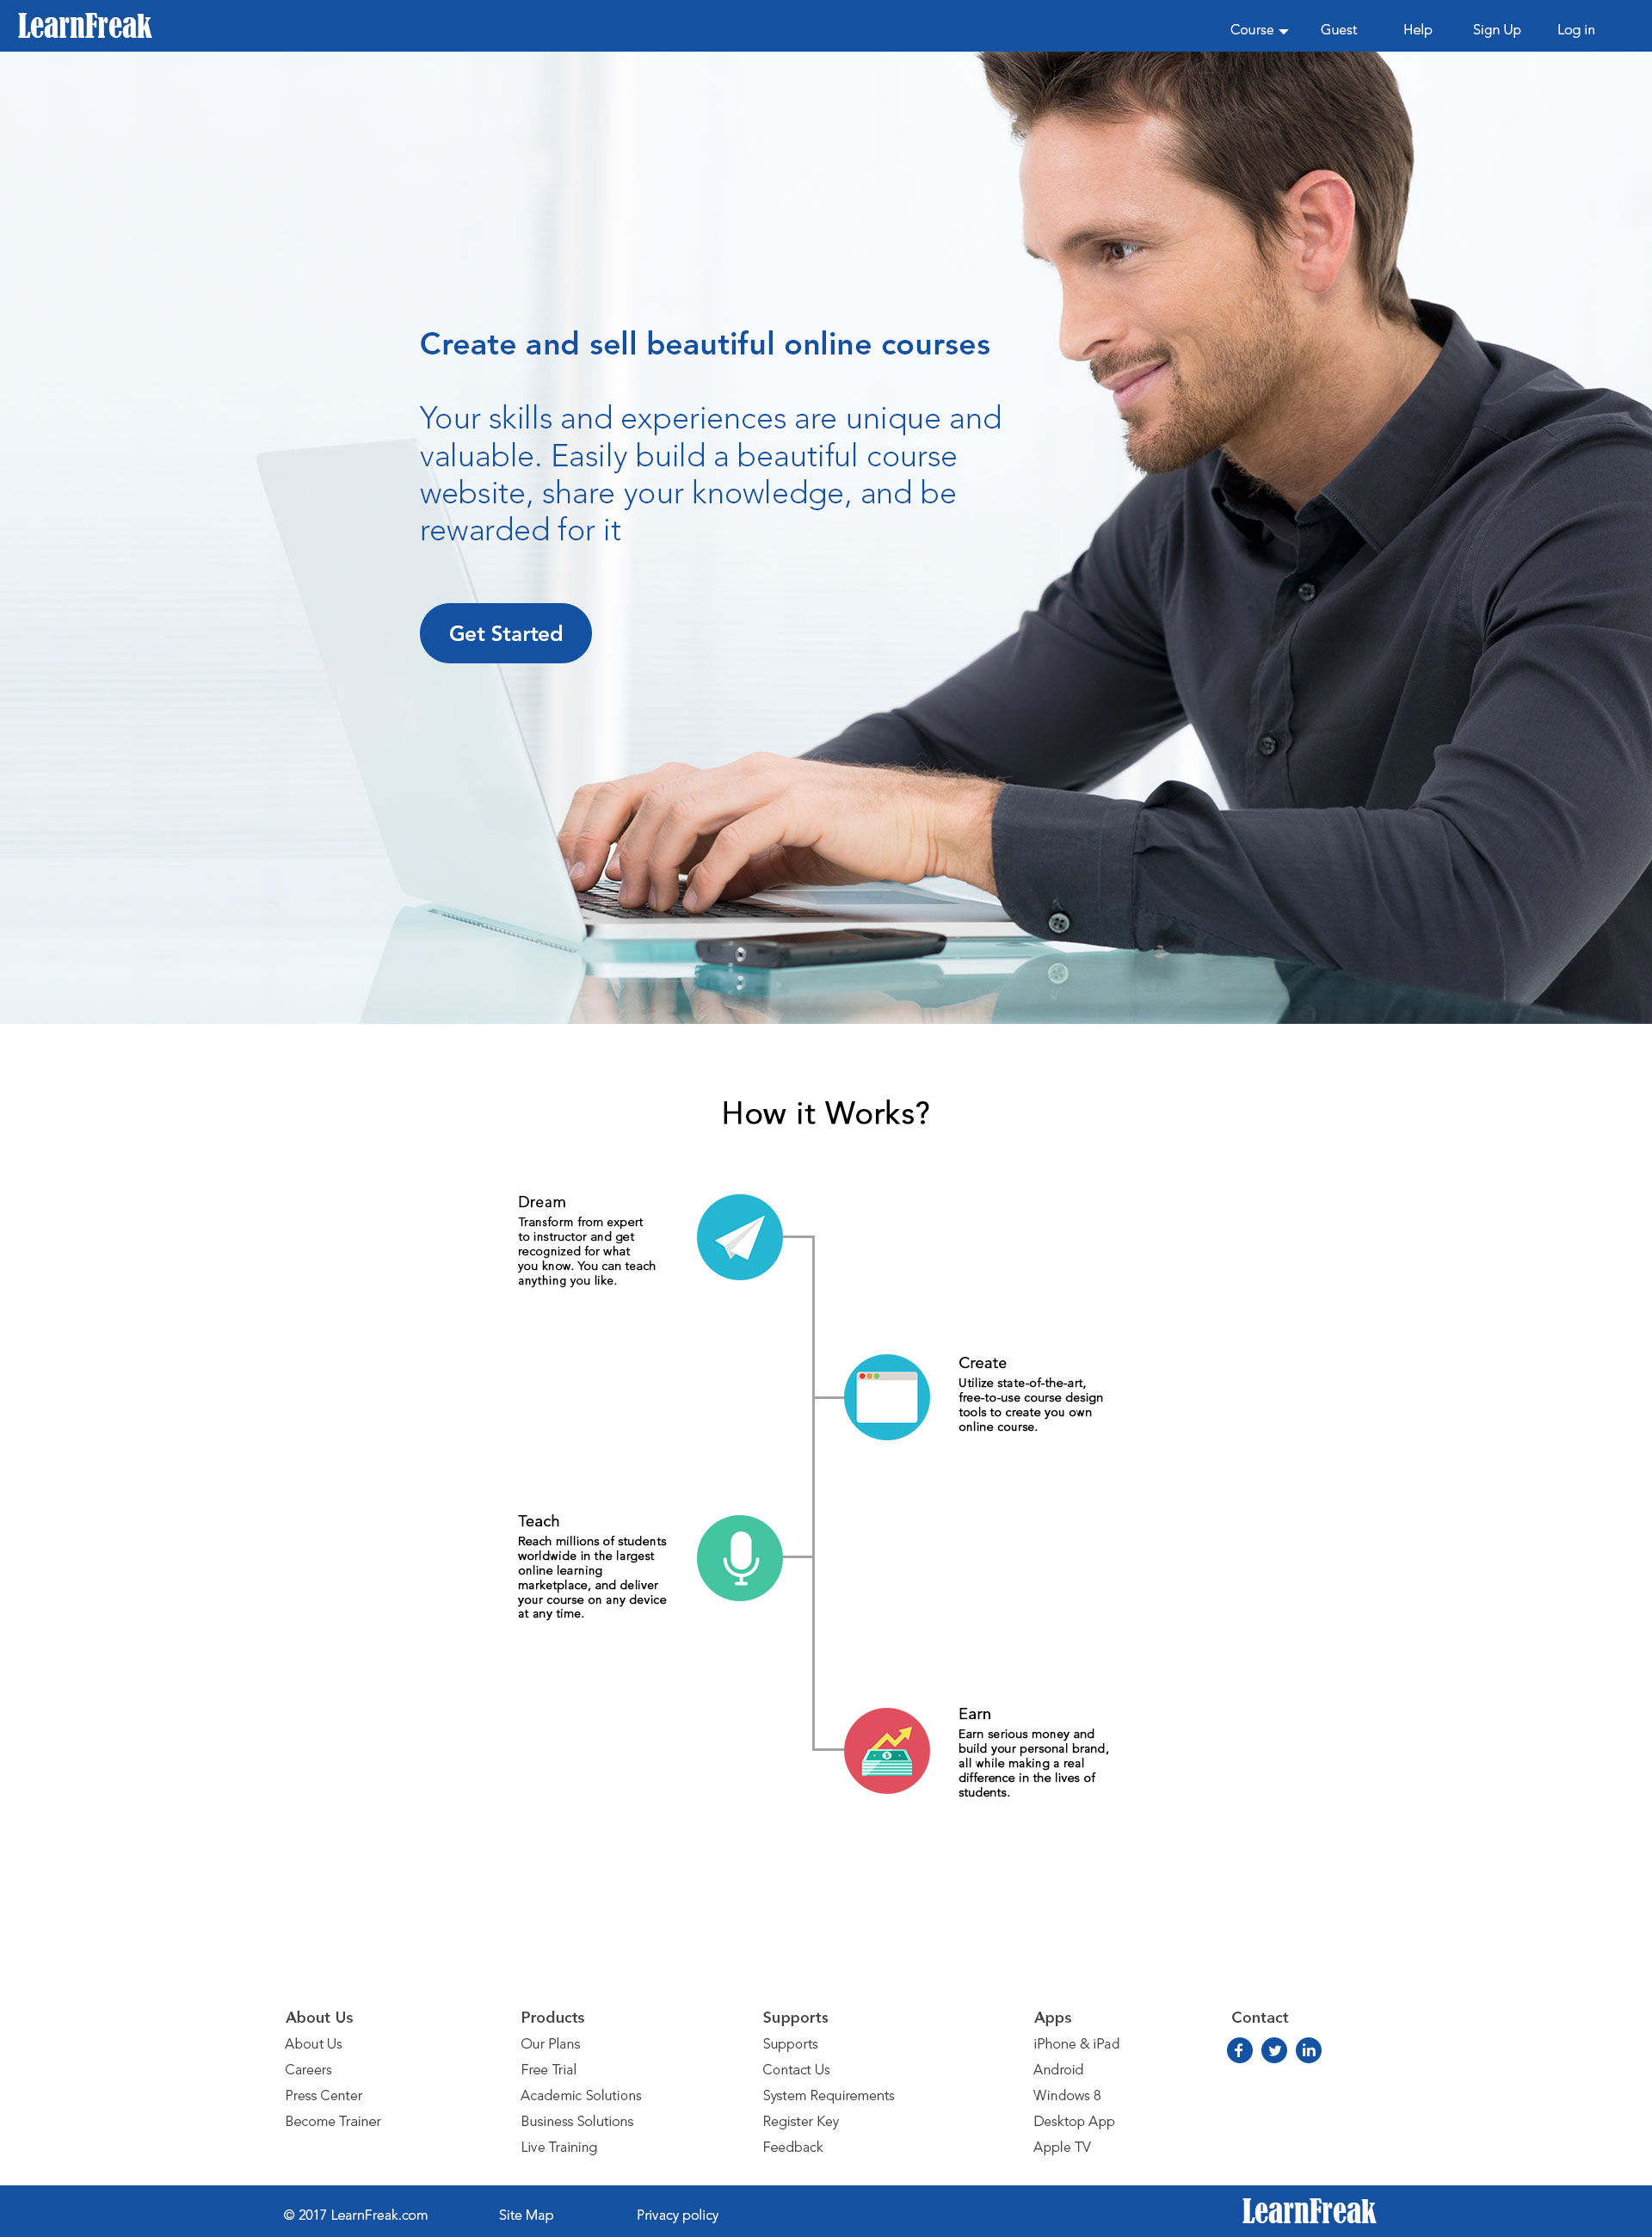 LearnFreak
Course Guest Help Sign Up Log in
Create and sell beautiful online courses
Your skills and experiences are unique and
valuable. Easily build a beautiful course
website, share your knowledge, and be
rewarded for it
Get Started
How it Works?
Dream
Transform from expert
to instructor and get
recognized for what
you know. You can teach
anything you like.
Create
Utilize state-of-the-art,
free-to-use course design
tools to create you own
online course.
Teach
Reach millions of students
worldwide in the largest
online learning
marketplace, and deliver
your course on any device
at any time.
$
Earn
Earn serious money and
build your personal brand,
all while making a real
difference in the lives of
students.
About Us
About Us
Careers
Press Center
Become Trainer
Products
Our Plans
Free Trial
Academic Solutions
Business Solutions
Live Training
Supports
Supports
Contact Us
System Requirements
Register Key
Feedback
Apps
iPhone & iPad
Android
Windows 8
Desktop App
Apple TV
Contact
f in
© 2017 LearnFreak.com Site Map Privacy policy LearnFreak